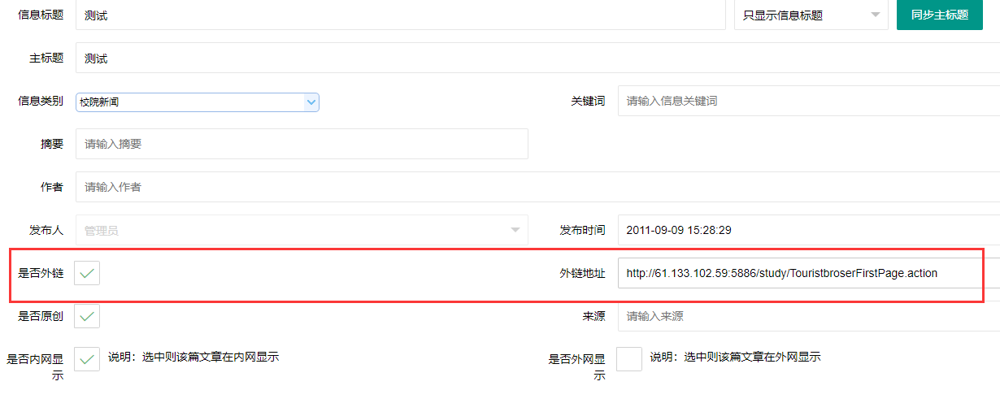 信息标题 测试 只显示信息标题 同步主标题
主标题 测试
信息类别 校院新闻 关键词 请输入信息关键词
摘要 请输入摘要
作者 请输入作者
发布人 管理员 发布时间 2011-09-09 15:28:29
是否外链 外链地址 http://61.133.102.59:5886/study/TouristbroserFirstPage.action
是否原创 来源 请输入来源
是否内网显示 说明：选中则该篇文章在内网显示 是否外网显示 说明：选中则该篇文章在外网显示